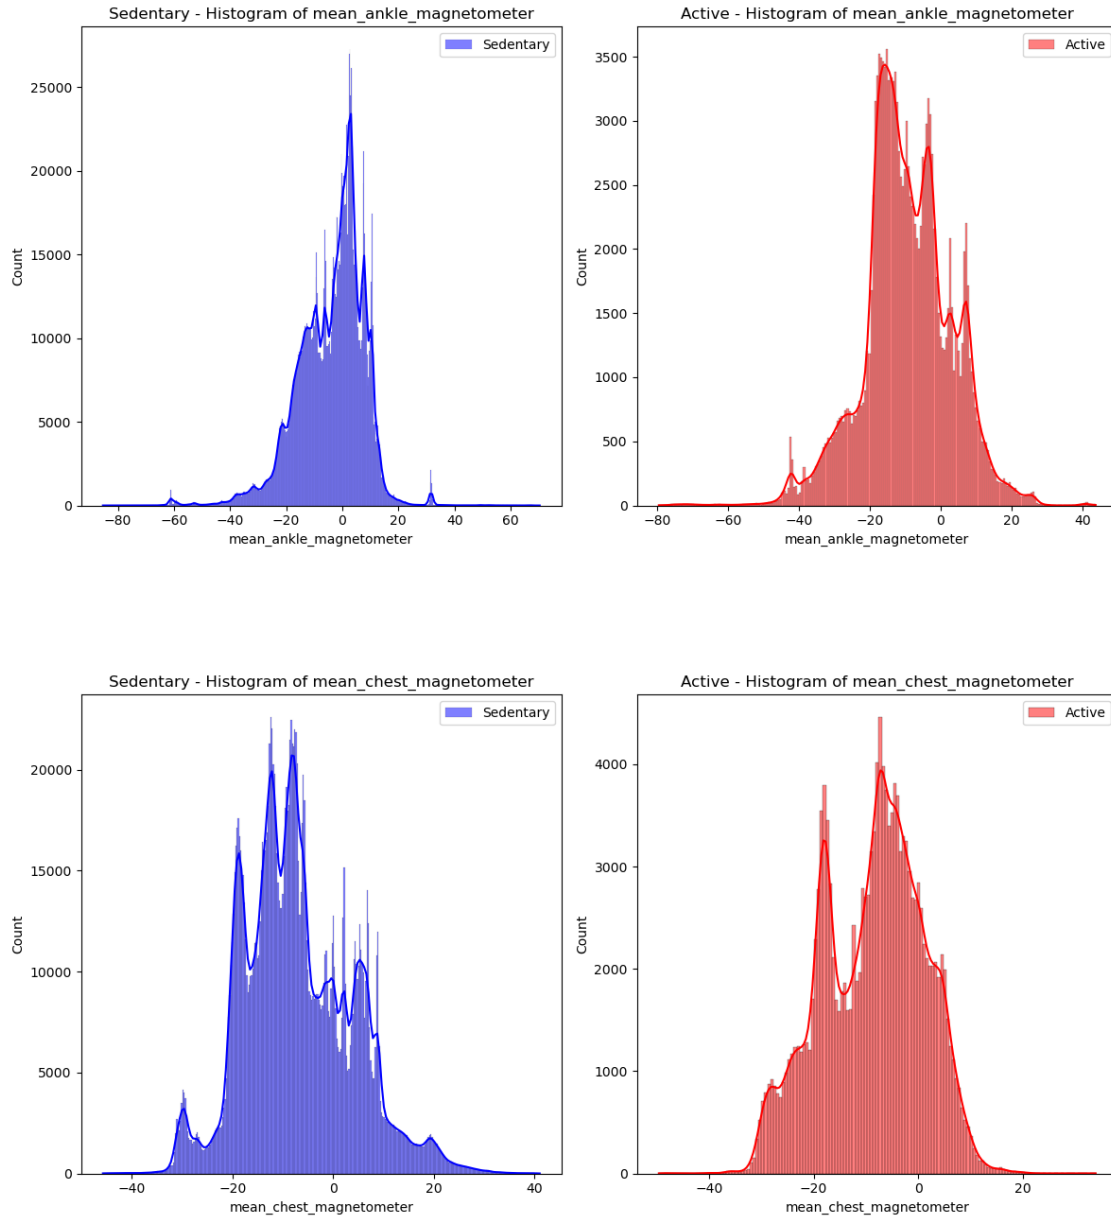 Sedentary - Histogram of mean_ankle_magnetometer
Sedentary
Count
25000
20000
15000
10000
5000
0
−80 −60 −40 −20 0 20 40 60
mean_ankle_magnetometer
Active - Histogram of mean_ankle_magnetometer
Active
Count
3500
3000
2500
2000
1500
1000
500
0
−80 −60 −40 −20 0 20 40
mean_ankle_magnetometer
Sedentary - Histogram of mean_chest_magnetometer
Sedentary
Count
20000
15000
10000
5000
0
−40 −20 0 20 40
mean_chest_magnetometer
Active - Histogram of mean_chest_magnetometer
Active
Count
4000
3000
2000
1000
0
−40 −20 0 20
mean_chest_magnetometer